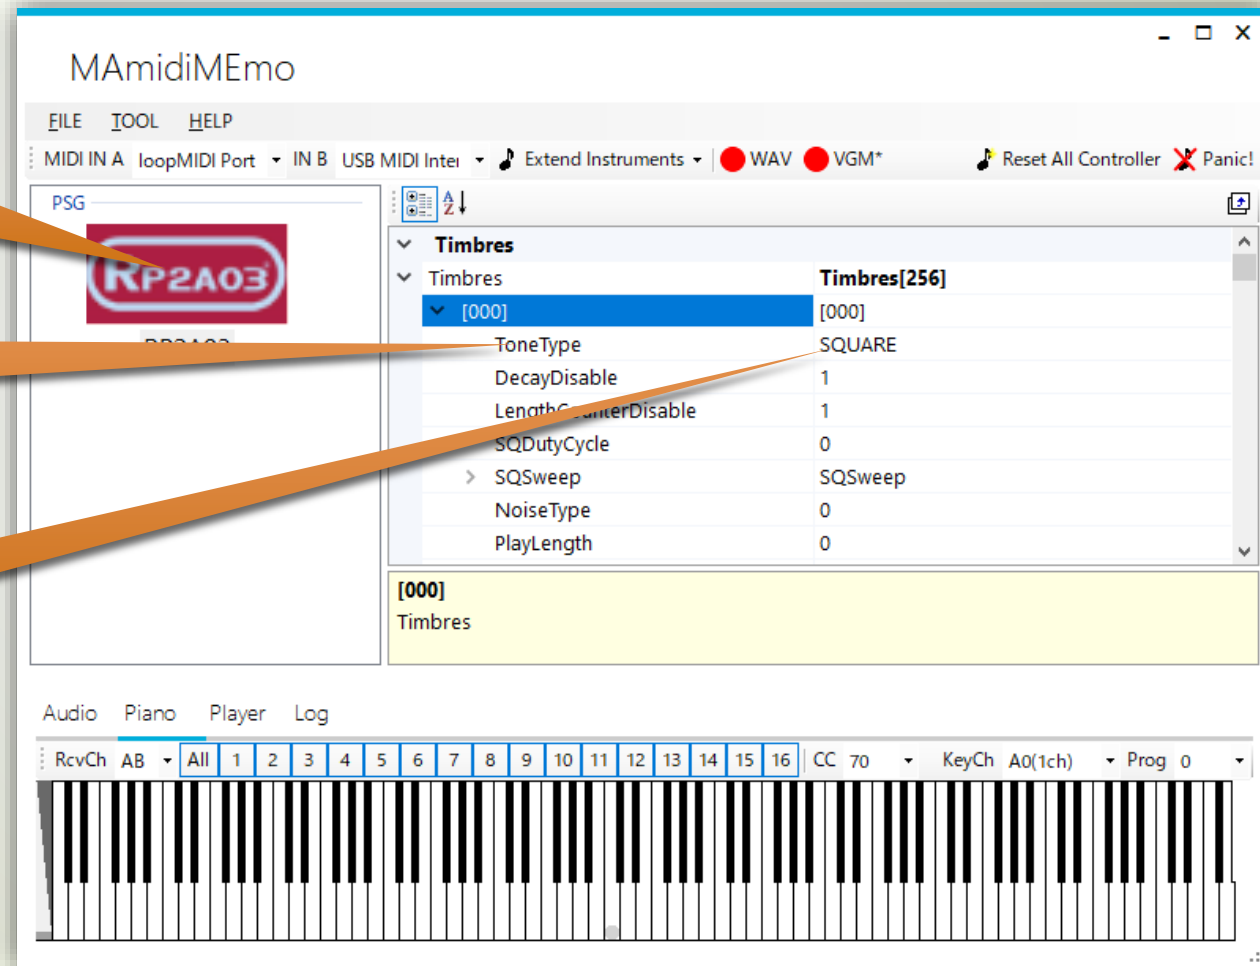 MAmidiMEmo
FILE TOOL HELP
MIDI IN A loopMIDI Port IN B USB MIDI Inter Extend Instruments WAV VGM* Reset All Controller Panic!
PSG
RP2A03
RP2A03
Timbres
Timbres Timbres[256]
[000] [000]
ToneType SQUARE
DecayDisable 1
LengthCounterDisable 1
SQDutyCycle 0
SQSweep SQSweep
NoiseType 0
PlayLength 0
[000]
Timbres
Audio Piano Player Log
RcvCh AB All 1 2 3 4 5 6 7 8 9 10 11 12 13 14 15 16 CC 70 KeyCh A0(1ch) Prog 0